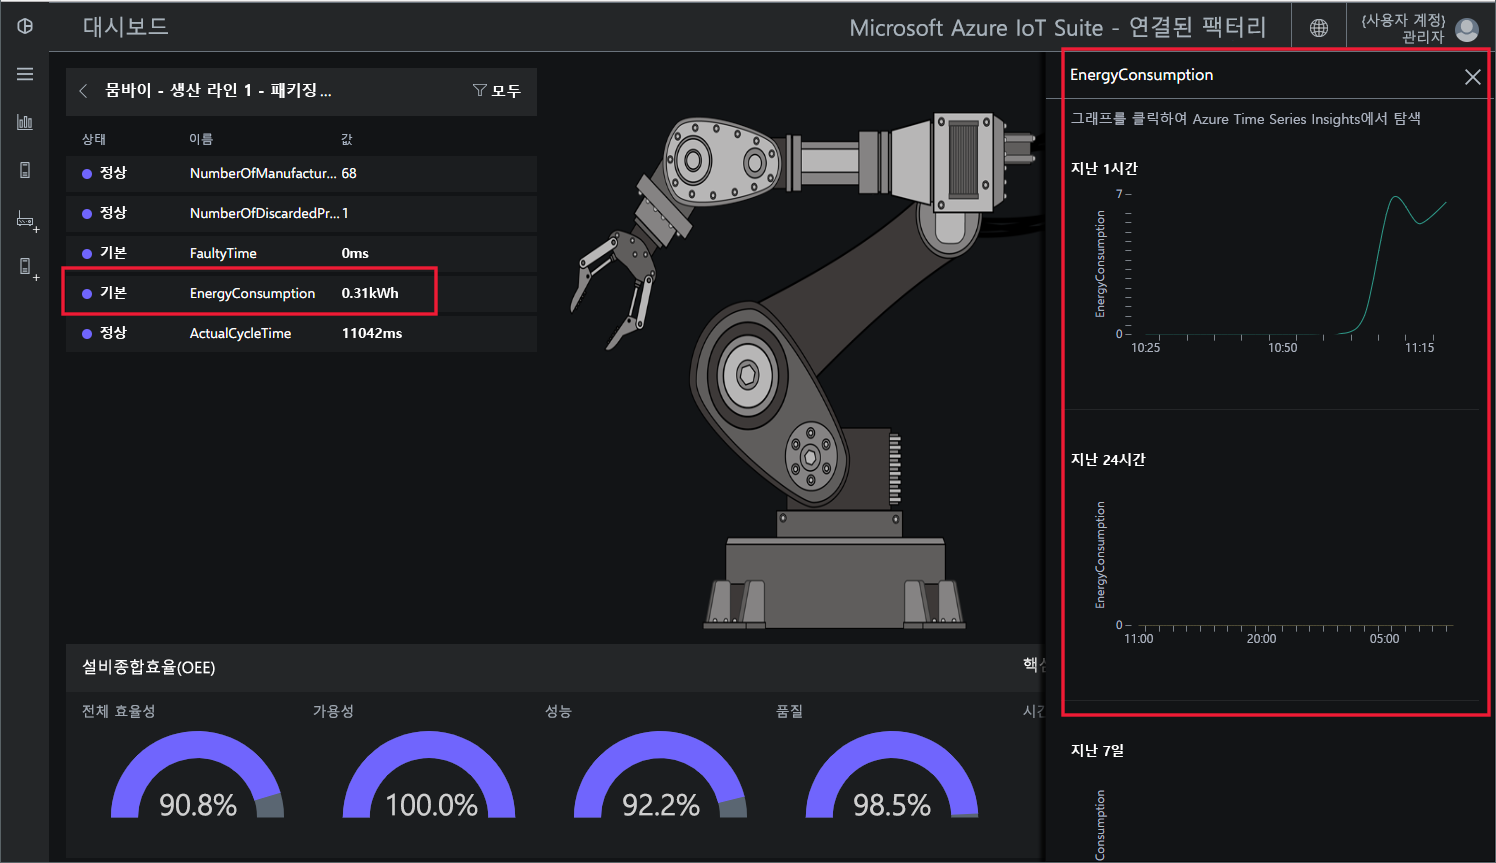 대시보드
Microsoft Azure IoT Suite - 연결된 팩터리
{사용자 계정}
관리자
뭄바이 - 생산 라인 1 - 패키징...
모두
상태 이름 값
정상 NumberOfManufactur... 68
정상 NumberOfDiscardedPr... 1
기본 FaultyTime 0ms
기본 EnergyConsumption 0.31kWh
정상 ActualCycleTime 11042ms
EnergyConsumption
그래프를 클릭하여 Azure Time Series Insights에서 탐색
지난 1시간
7
EnergyConsumption
0
10:25 10:50 11:15
지난 24시간
EnergyConsumption
0
11:00 20:00 05:00
지난 7일
Consumption
설비종합효율(OEE)
전체 효율성 가용성 성능 품질 시간
90.8% 100.0% 92.2% 98.5%